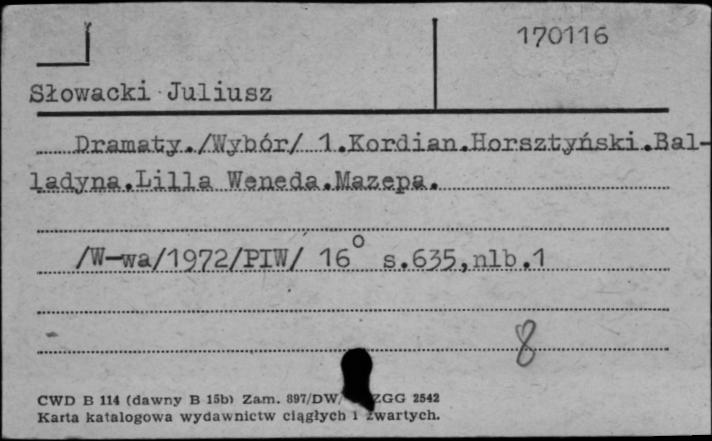 170116
Słowacki Juliusz
Dramaty./Wybór/ 1.Kordian.Horsztyński.Bal-
ladyna.Lilla Weneda.Mazepa.
/W-wa/1972/PIW/ 16° s.635,nlb.1
8
CWD B 114 (dawny B 15b) Zam. 897/DW/ ZGG 2542
Karta katalogowa wydawnictw ciągłych i zwartych.